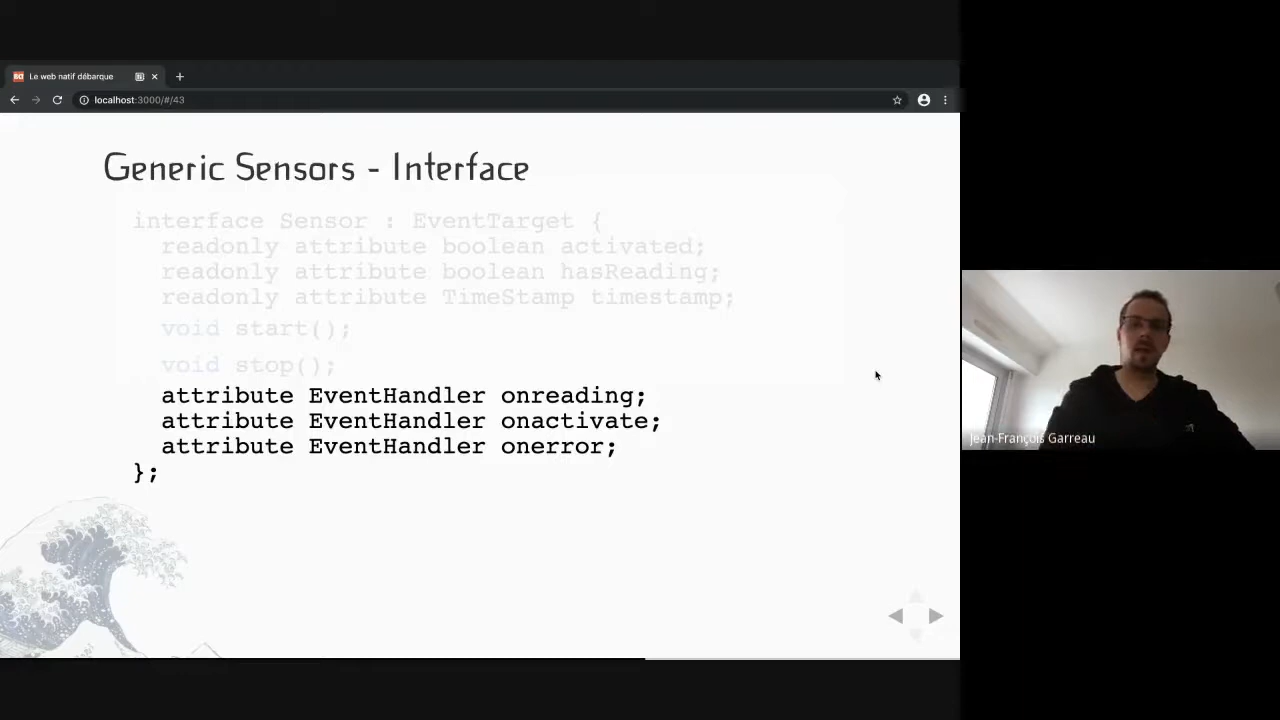 Le web natif débarque
localhost:3000/#/43
Generic Sensors - Interface
interface Sensor : EventTarget {
readonly attribute boolean activated;
readonly attribute boolean hasReading;
readonly attribute TimeStamp timestamp;
void start();
void stop();
attribute EventHandler onreading;
attribute EventHandler onactivate;
attribute EventHandler onerror;
};
Jean-François Garreau